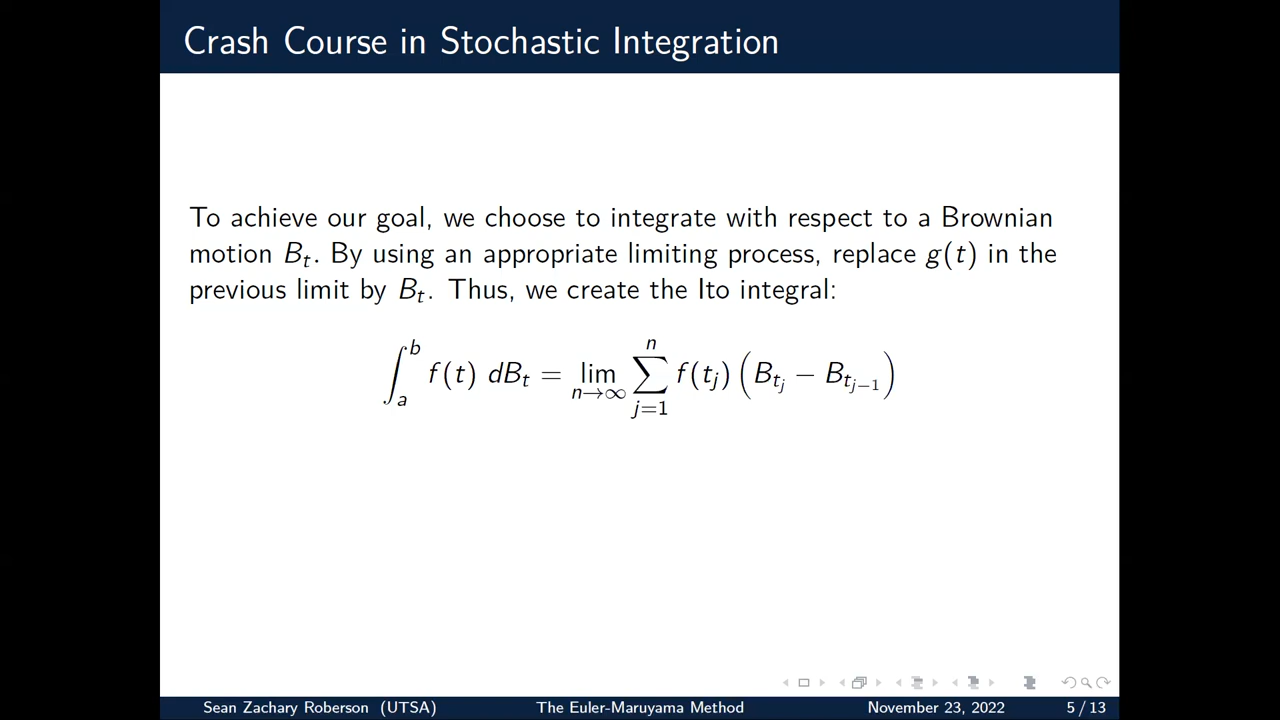 Crash Course in Stochastic Integration
To achieve our goal, we choose to integrate with respect to a Brownian
motion B_t. By using an appropriate limiting process, replace g(t) in the
previous limit by B_t. Thus, we create the Ito integral:
∫_a^b f(t) dB_t = lim_{n→∞} ∑_{j=1}^n f(t_j) (B_{t_j} − B_{t_{j−1}})
Sean Zachary Roberson (UTSA) The Euler-Maruyama Method November 23, 2022 5 / 13